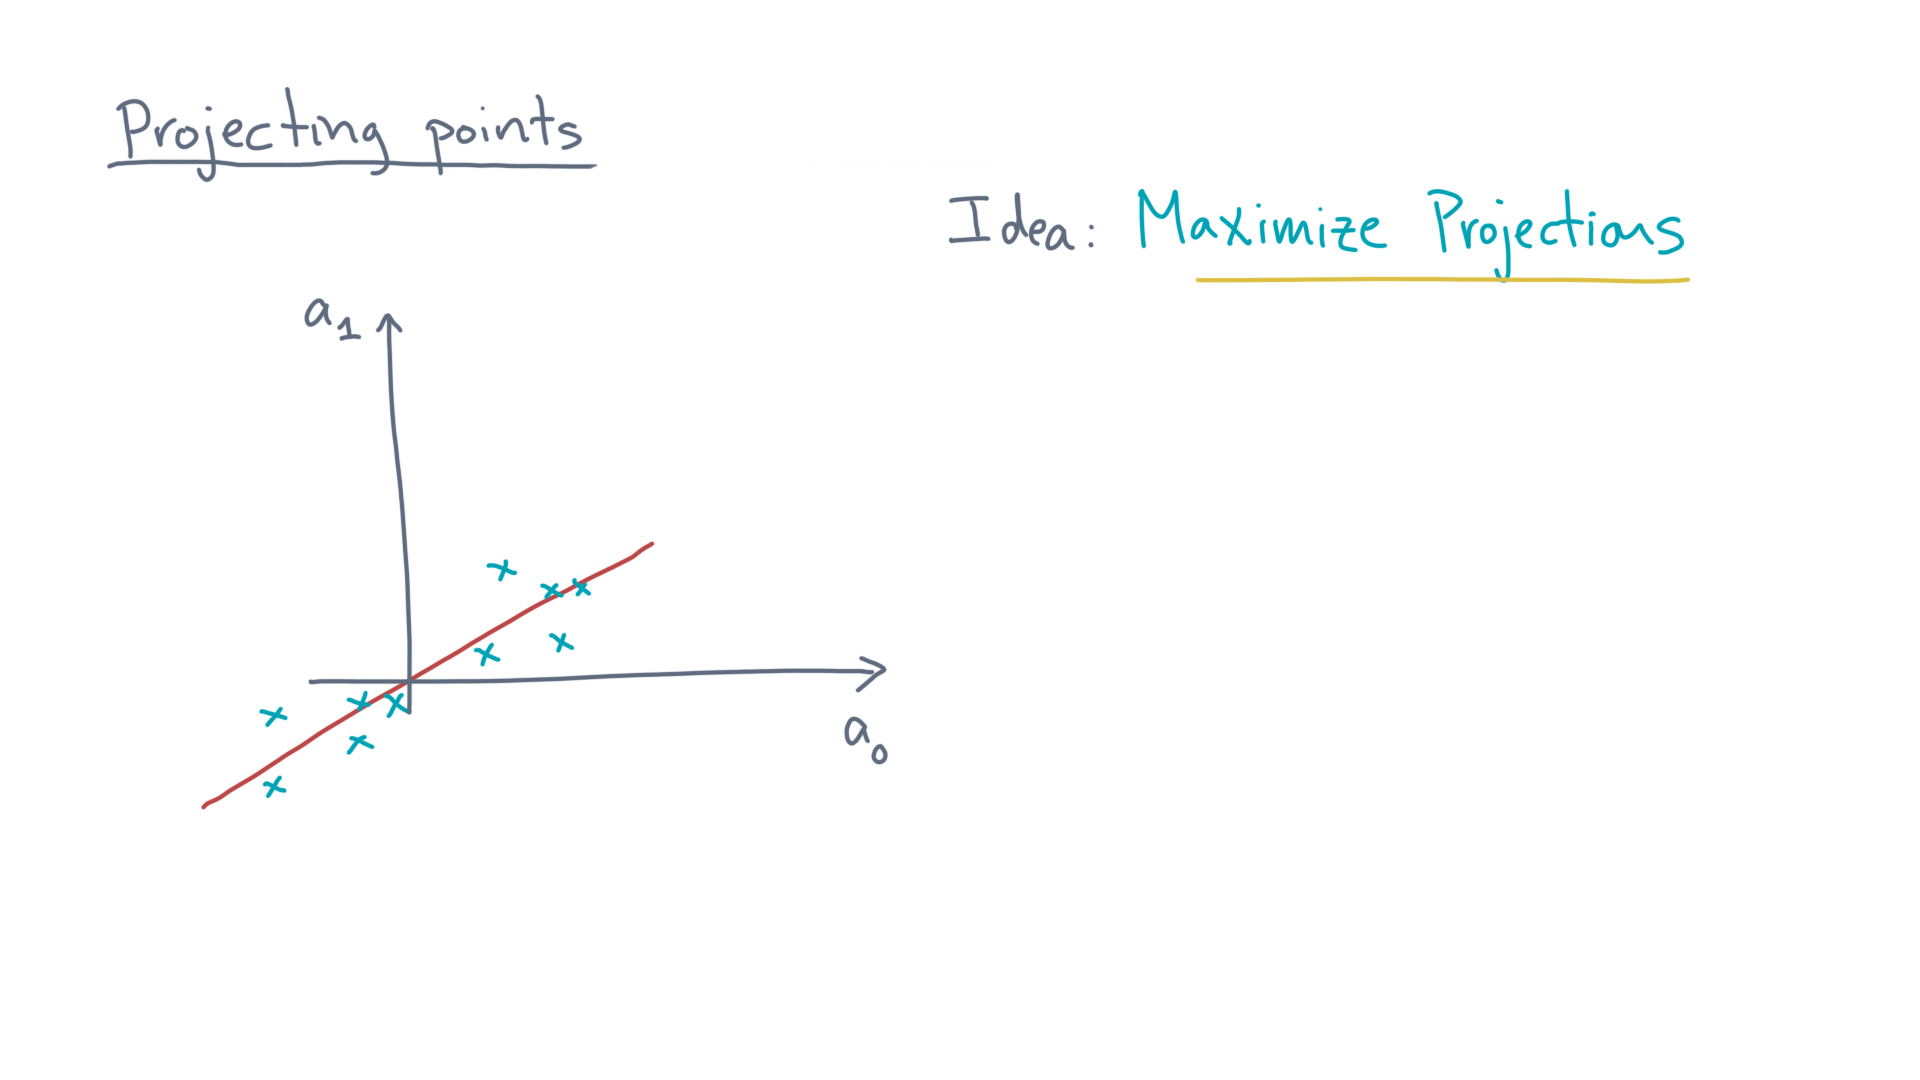 Projecting points
Idea: Maximize Projections
a₁
a₀